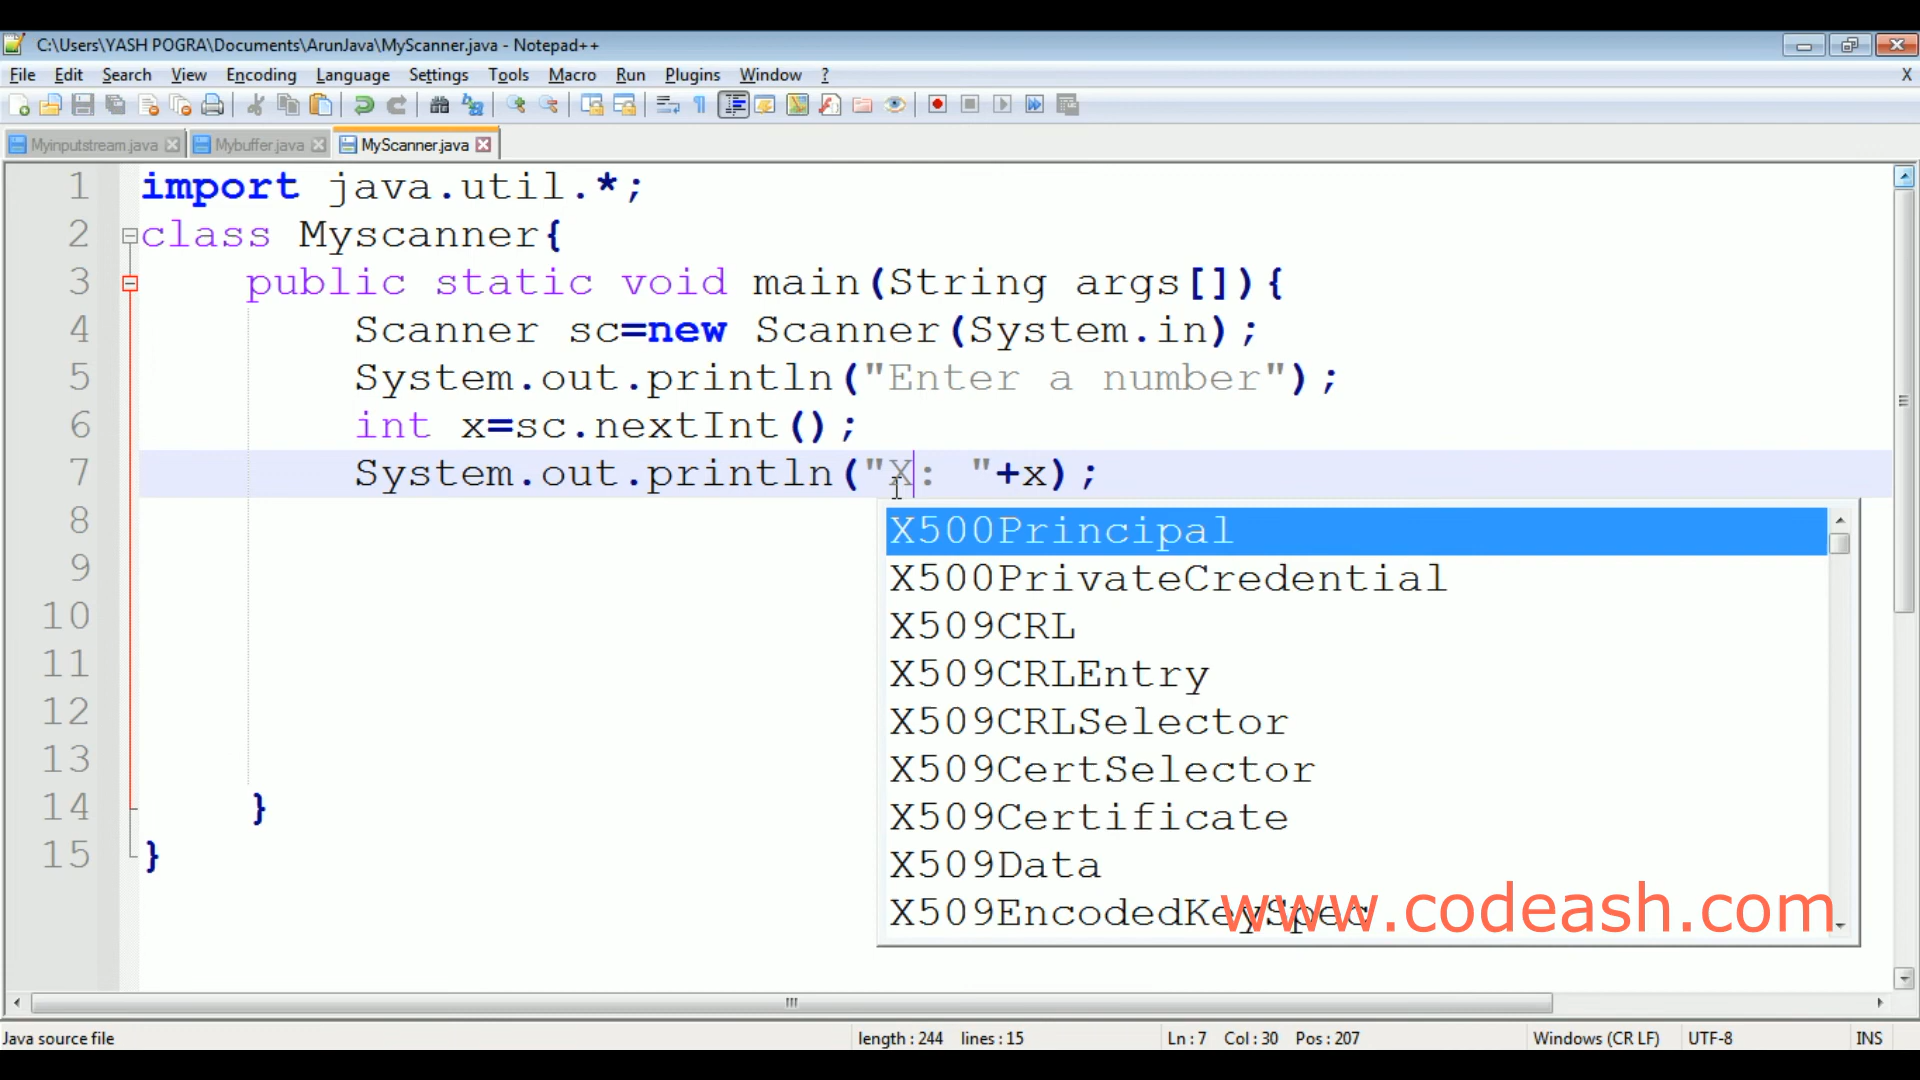 C:\Users\YASH POGRA\Documents\ArunJava\MyScanner.java - Notepad++
File Edit Search View Encoding Language Settings Tools Macro Run Plugins Window ? X
Myinputstream.java Mybuffer.java MyScanner.java
1 import java.util.*;
2 class Myscanner{
3 public static void main(String args[]){
4 Scanner sc=new Scanner(System.in);
5 System.out.println("Enter a number");
6 int x=sc.nextInt();
7 System.out.println("X: "+x);
8 X500Principal
9 X500PrivateCredential
10 X509CRL
11 X509CRLEntry
12 X509CRLSelector
13 X509CertSelector
14 } X509Certificate
15 } X509Data
X509EncodedKeySpec
www.codeash.com
Java source file length : 244 lines : 15 Ln : 7 Col : 30 Pos : 207 Windows (CR LF) UTF-8 INS